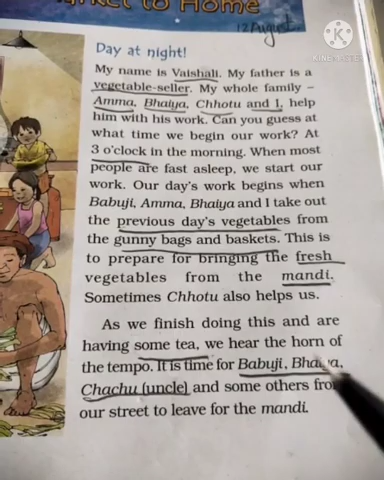 Market to Home
12 August
KINEMASTER
Day at night!
My name is Vaishali. My father is a
vegetable-seller. My whole family –
Amma, Bhaiya, Chhotu and I, help
him with his work. Can you guess at
what time we begin our work? At
3 o'clock in the morning. When most
people are fast asleep, we start our
work. Our day's work begins when
Babuji, Amma, Bhaiya and I take out
the previous day's vegetables from
the gunny bags and baskets. This is
to prepare for bringing the fresh
vegetables from the mandi.
Sometimes Chhotu also helps us.
As we finish doing this and are
having some tea, we hear the horn of
the tempo. It is time for Babuji, Bhaiya,
Chachu (uncle) and some others from
our street to leave for the mandi.